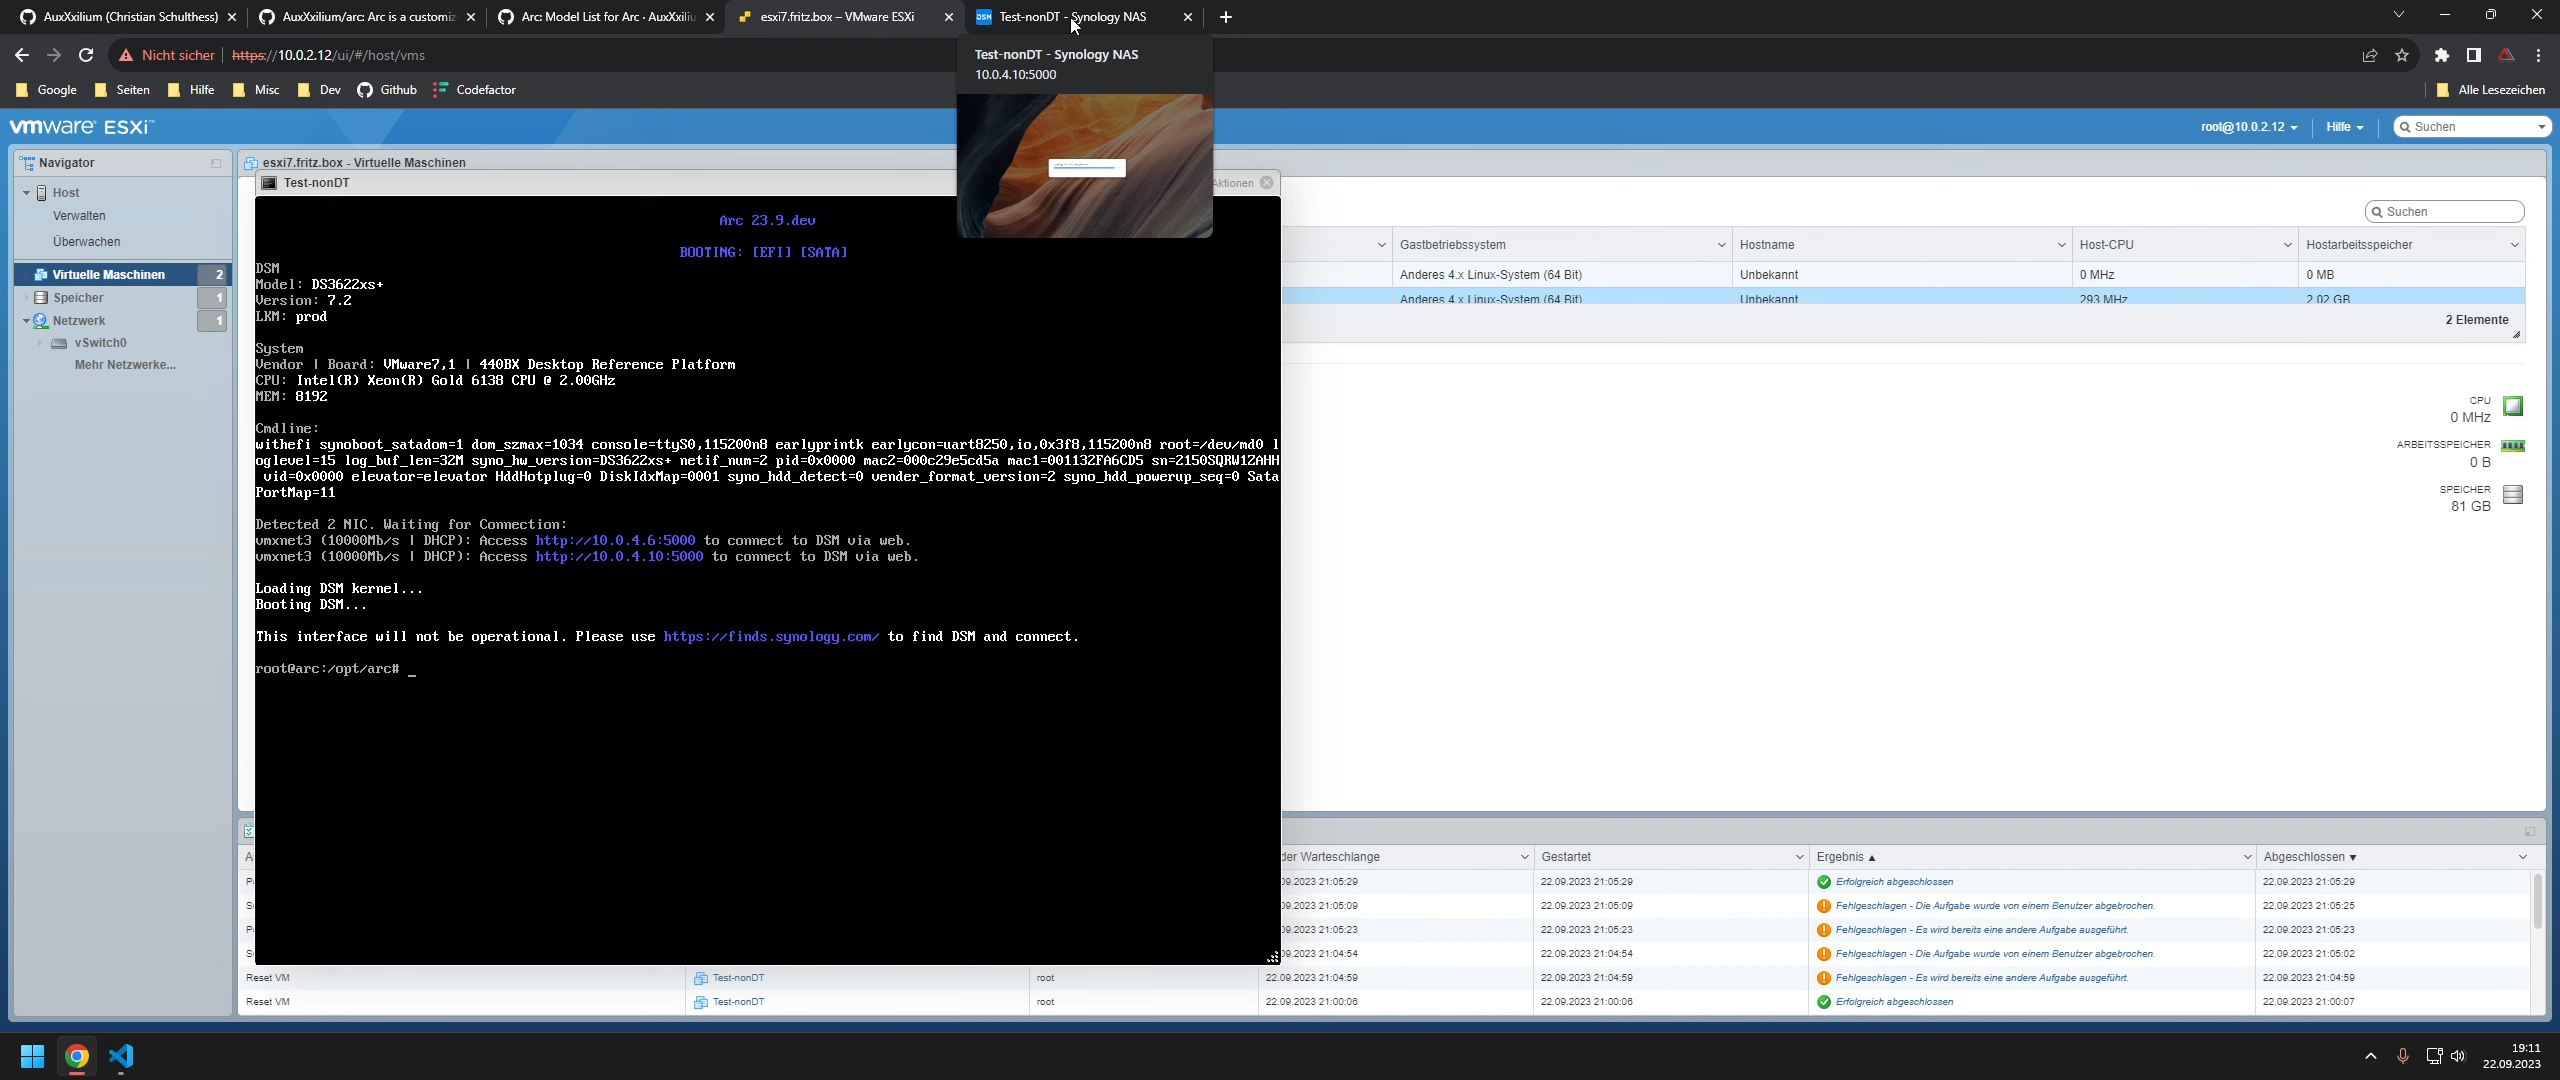 AuxXxilium (Christian Schulthess)
AuxXxilium/arc: Arc is a customiz
Arc: Model List for Arc · AuxXxiliu
esxi7.fritz.box – VMware ESXi
Test-nonDT - Synology NAS
Nicht sicher
https://10.0.2.12/ui/#/host/vms
Test-nonDT - Synology NAS
10.0.4.10:5000
Google
Seiten
Hilfe
Misc
Dev
Github
Codefactor
Alle Lesezeichen
vmware ESXi
root@10.0.2.12
Hilfe
Suchen
Navigator
esxi7.fritz.box - Virtuelle Maschinen
Host
Verwalten
Überwachen
Virtuelle Maschinen 2
Speicher 1
Netzwerk 1
vSwitch0
Mehr Netzwerke...
Test-nonDT
Aktionen
Arc 23.9.dev
BOOTING: [EFI] [SATA]
DSM
Model: DS3622xs+
Version: 7.2
LKM: prod
System
Vendor | Board: VMware7,1 | 440BX Desktop Reference Platform
CPU: Intel(R) Xeon(R) Gold 6138 CPU @ 2.00GHz
MEM: 8192
Cmdline:
withefi synoboot_satadom=1 dom_szmax=1034 console=ttyS0,115200n8 earlyprintk earlycon=uart8250,io,0x3f8,115200n8 root=/dev/md0 l
oglevel=15 log_buf_len=32M syno_hw_version=DS3622xs+ netif_num=2 pid=0x0000 mac2=000c29e5cd5a mac1=001132FA6CD5 sn=2150SQRW1ZAHH
vid=0x0000 elevator=elevator HddHotplug=0 DiskIdxMap=0001 syno_hdd_detect=0 vender_format_version=2 syno_hdd_powerup_seq=0 Sata
PortMap=11
Detected 2 NIC. Waiting for Connection:
vmxnet3 (10000Mb/s | DHCP): Access http://10.0.4.6:5000 to connect to DSM via web.
vmxnet3 (10000Mb/s | DHCP): Access http://10.0.4.10:5000 to connect to DSM via web.
Loading DSM kernel...
Booting DSM...
This interface will not be operational. Please use https://finds.synology.com/ to find DSM and connect.
root@arc:/opt/arc# _
Suchen
Gastbetriebssystem Hostname Host-CPU Hostarbeitsspeicher
Anderes 4.x Linux-System (64 Bit) Unbekannt 0 MHz 0 MB
Anderes 4.x Linux-System (64 Bit) Unbekannt 293 MHz 2.02 GB
2 Elemente
CPU
0 MHz
ARBEITSSPEICHER
0 B
SPEICHER
81 GB
der Warteschlange Gestartet Ergebnis ▲ Abgeschlossen ▼
09.2023 21:05:29 22.09.2023 21:05:29 Erfolgreich abgeschlossen 22.09.2023 21:05:29
09.2023 21:05:09 22.09.2023 21:05:09 Fehlgeschlagen - Die Aufgabe wurde von einem Benutzer abgebrochen. 22.09.2023 21:05:25
09.2023 21:05:23 22.09.2023 21:05:23 Fehlgeschlagen - Es wird bereits eine andere Aufgabe ausgeführt. 22.09.2023 21:05:23
09.2023 21:04:54 22.09.2023 21:04:54 Fehlgeschlagen - Die Aufgabe wurde von einem Benutzer abgebrochen. 22.09.2023 21:05:02
Reset VM Test-nonDT root 22.09.2023 21:04:59 22.09.2023 21:04:59 Fehlgeschlagen - Es wird bereits eine andere Aufgabe ausgeführt. 22.09.2023 21:04:59
Reset VM Test-nonDT root 22.09.2023 21:00:06 22.09.2023 21:00:06 Erfolgreich abgeschlossen 22.09.2023 21:00:07
19:11
22.09.2023